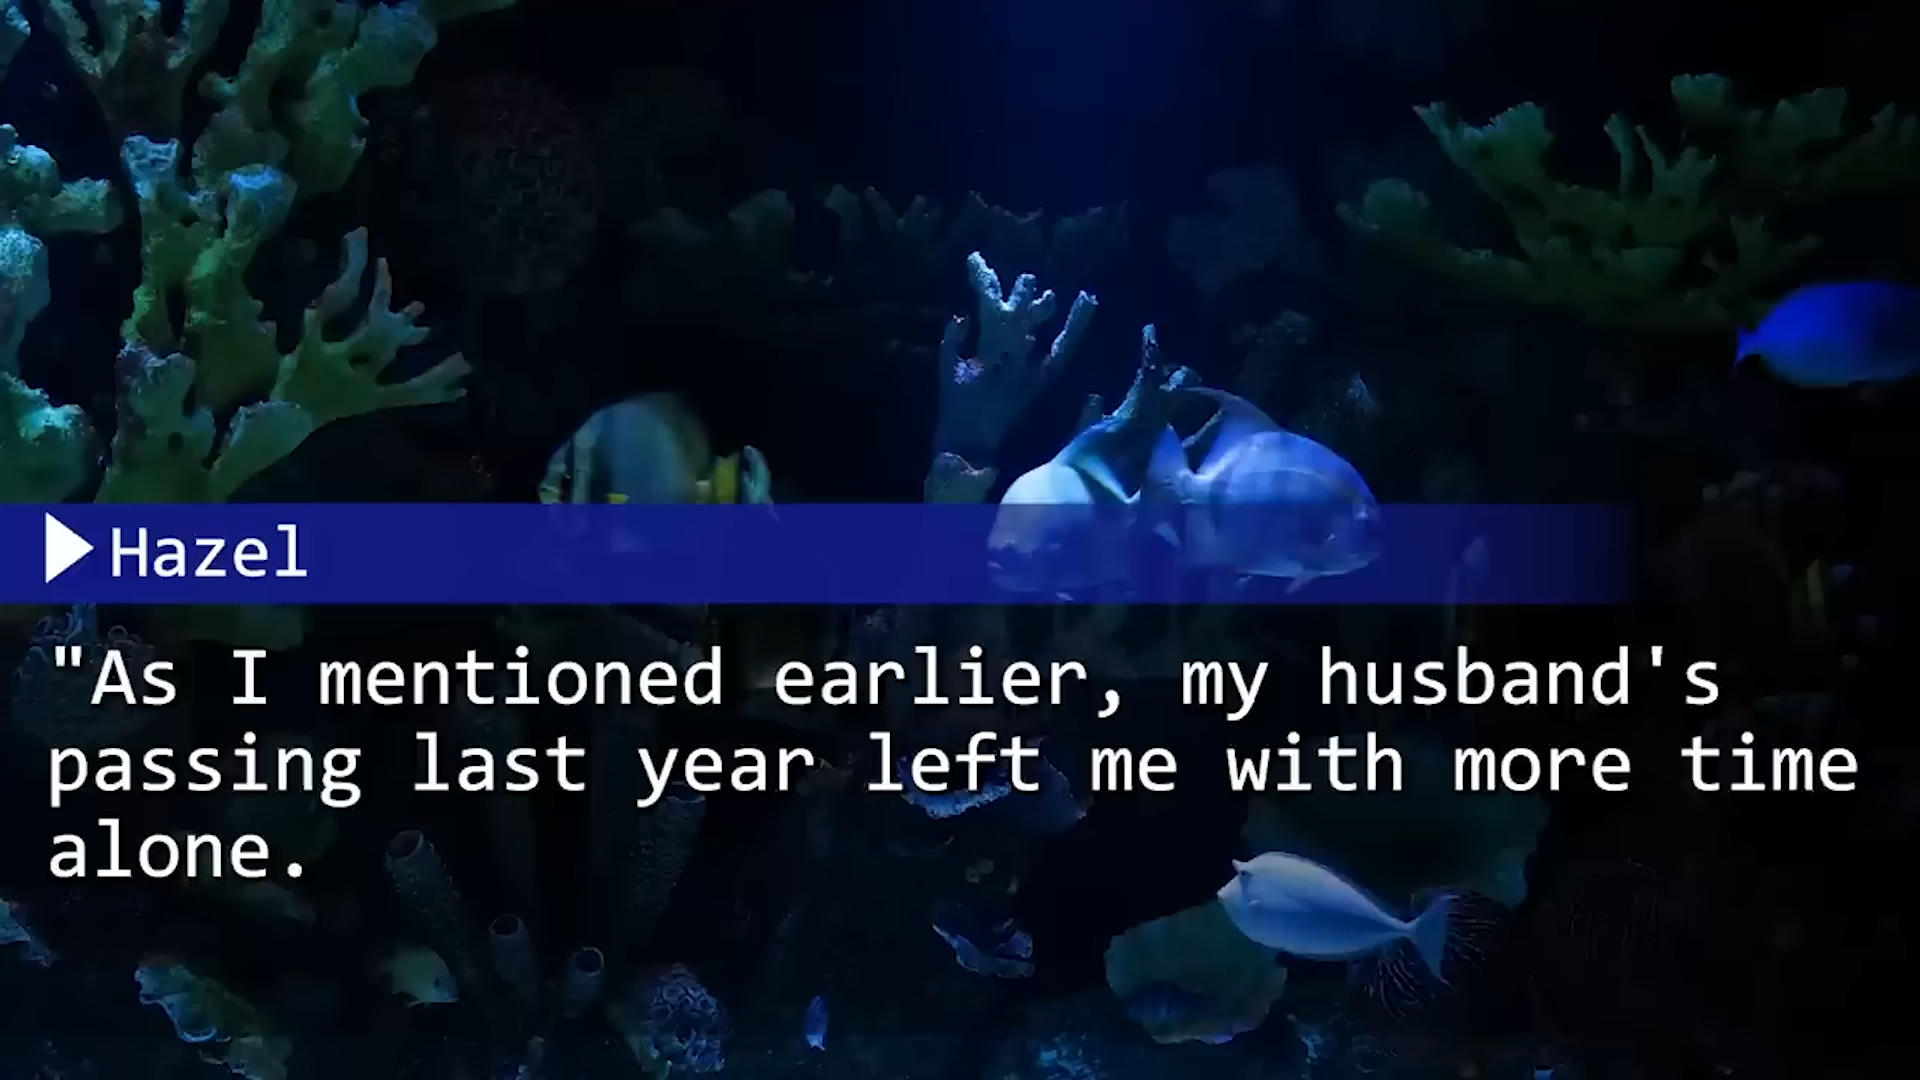 Hazel
"As I mentioned earlier, my husband's
passing last year left me with more time
alone.